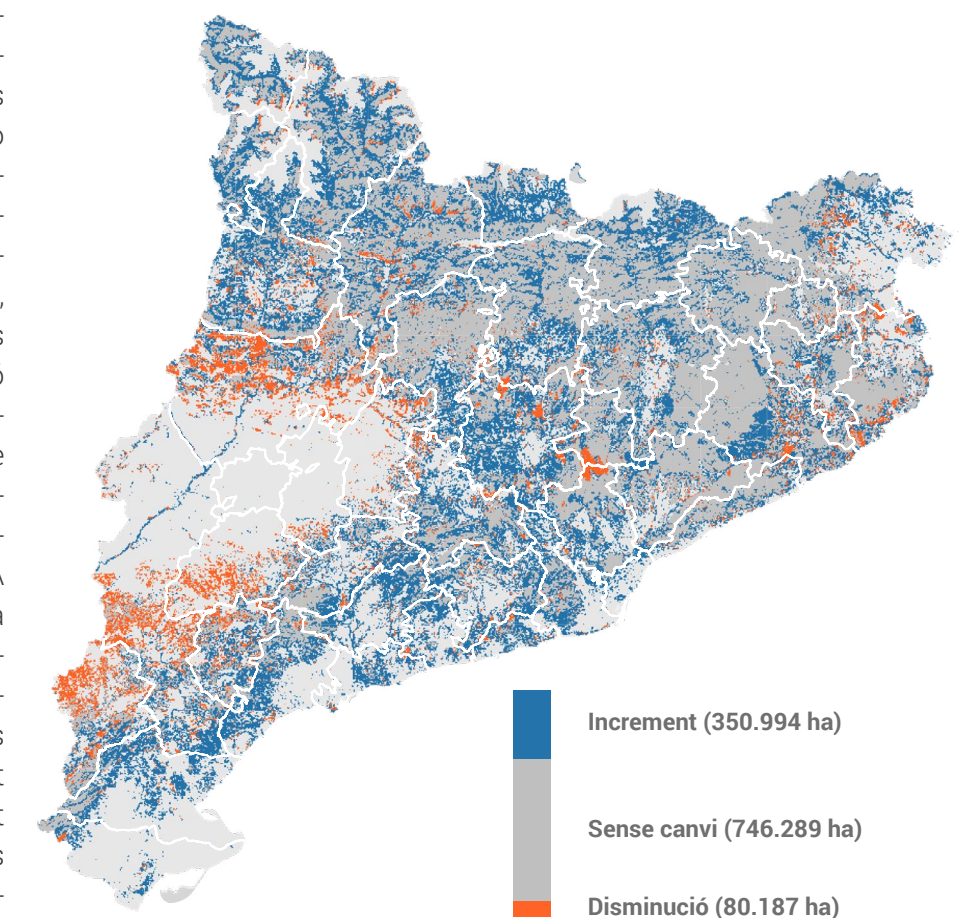 Increment (350.994 ha)
Sense canvi (746.289 ha)
Disminució (80.187 ha)